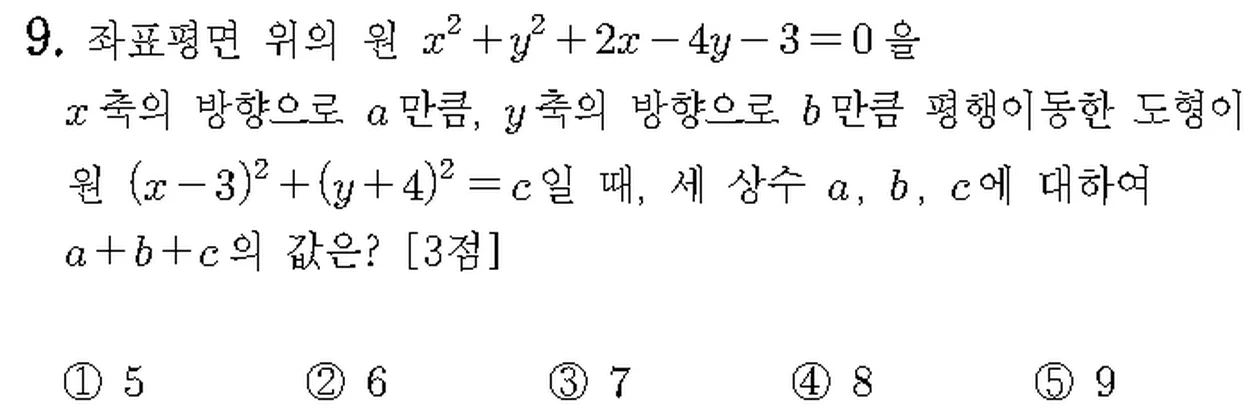 9. 좌표평면 위의 원 x²+y²+2x-4y-3=0을
x축의 방향으로 a만큼, y축의 방향으로 b만큼 평행이동한 도형이
원 (x-3)²+(y+4)²=c일 때, 세 상수 a, b, c에 대하여
a+b+c의 값은? [3점]
① 5 ② 6 ③ 7 ④ 8 ⑤ 9